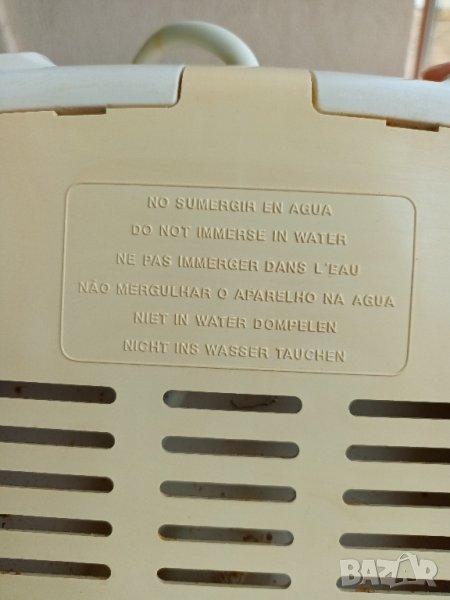 NO SUMERGIR EN AGUA
DO NOT IMMERSE IN WATER
NE PAS IMMERGER DANS L'EAU
NÃO MERGULHAR O APARELHO NA AGUA
NIET IN WATER DOMPELEN
NICHT INS WASSER TAUCHEN
BAZAR